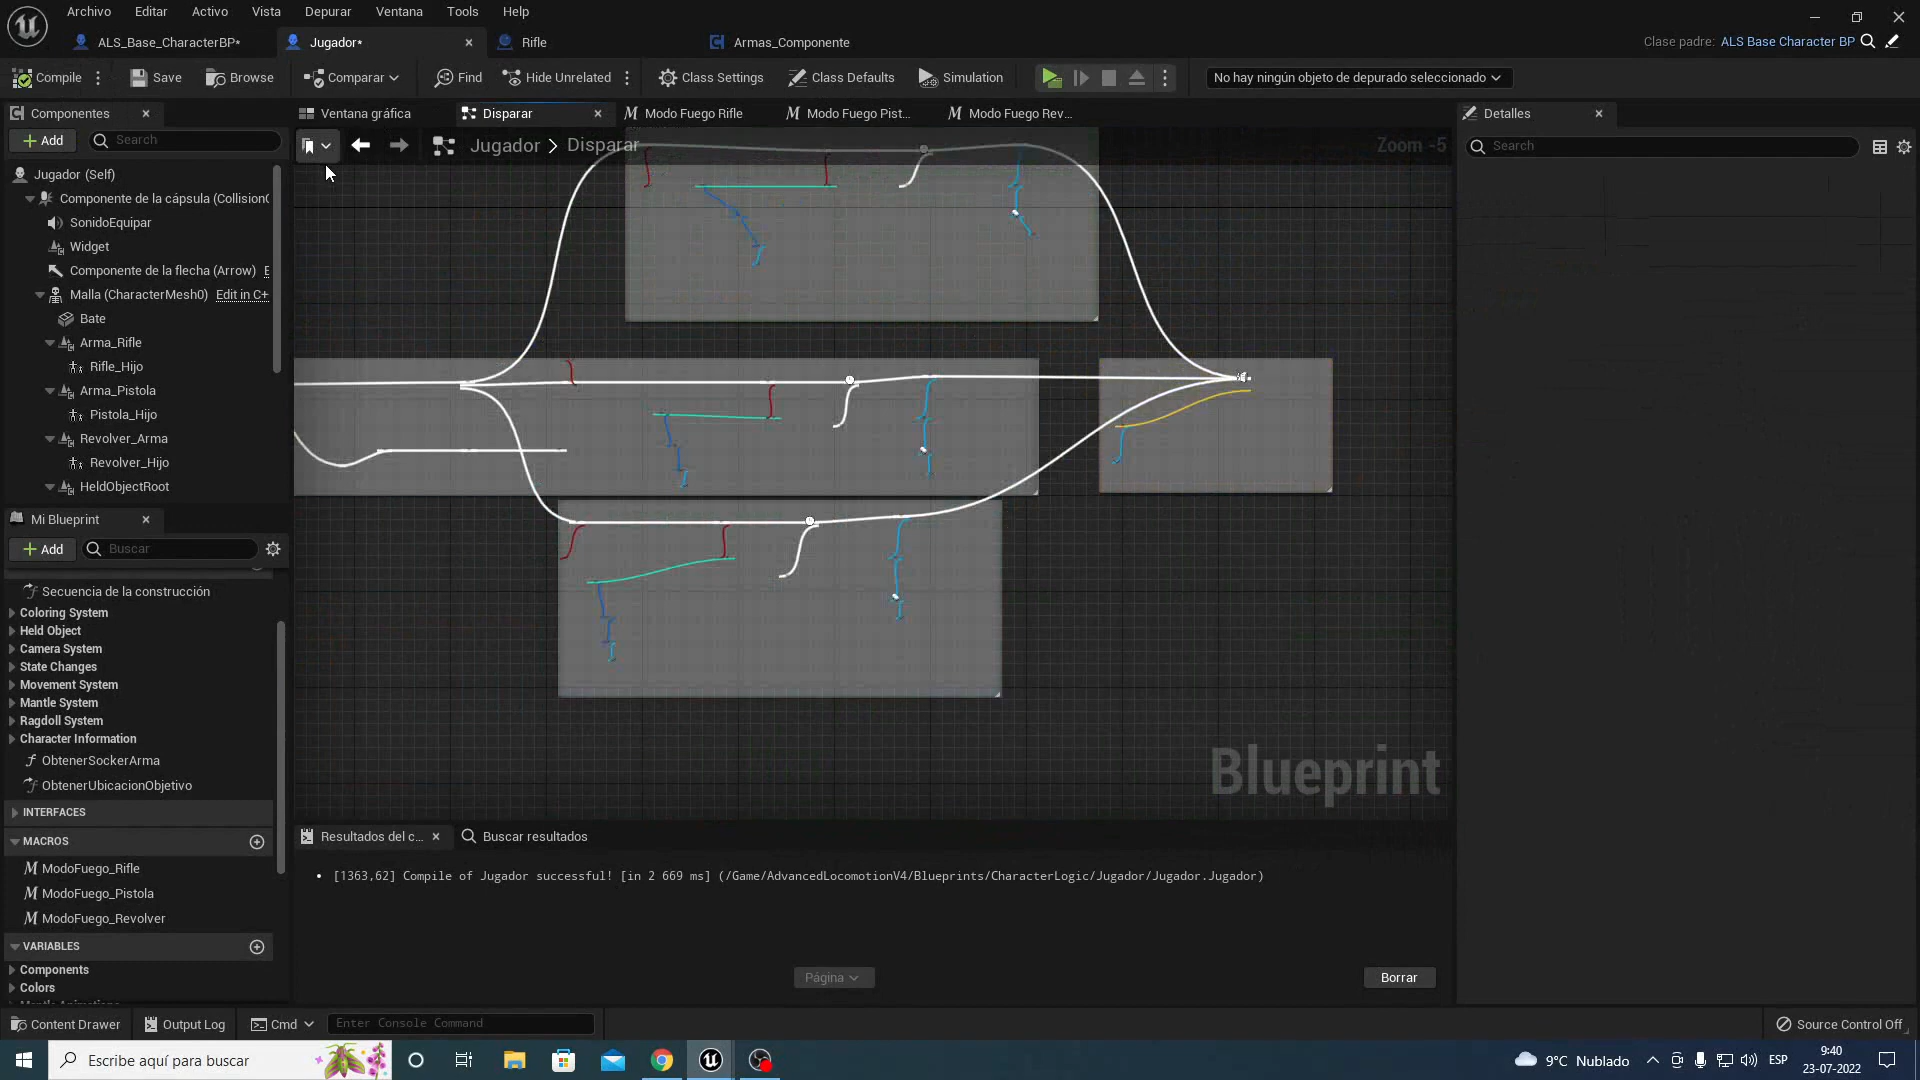 Archivo Editar Activo Vista Depurar Ventana Tools Help
ALS_Base_CharacterBP* Jugador* Rifle Armas_Componente
Clase padre: ALS Base Character BP
Compile Save Browse Comparar Find Hide Unrelated Class Settings Class Defaults Simulation No hay ningún objeto de depurado seleccionado
Componentes
Add Search
Jugador (Self)
Componente de la cápsula (Collision
SonidoEquipar
Widget
Componente de la flecha (Arrow) E
Malla (CharacterMesh0) Edit in C+
Bate
Arma_Rifle
Rifle_Hijo
Arma_Pistola
Pistola_Hijo
Revolver_Arma
Revolver_Hijo
HeldObjectRoot
Mi Blueprint
Add Buscar
Secuencia de la construcción
Coloring System
Held Object
Camera System
State Changes
Movement System
Mantle System
Ragdoll System
Character Information
ObtenerSockerArma
ObtenerUbicacionObjetivo
INTERFACES
MACROS
ModoFuego_Rifle
ModoFuego_Pistola
ModoFuego_Revolver
VARIABLES
Components
Colors
Ventana gráfica Disparar Modo Fuego Rifle Modo Fuego Pist... Modo Fuego Rev...
Jugador > Disparar
Zoom -5
Blueprint
Resultados del c... Buscar resultados
[1363,62] Compile of Jugador successful! [in 2 669 ms] (/Game/AdvancedLocomotionV4/Blueprints/CharacterLogic/Jugador/Jugador.Jugador)
Página Borrar
Detalles
Search
Content Drawer Output Log Cmd Enter Console Command Source Control Off
Escribe aquí para buscar
9°C Nublado ESP
9:40
23-07-2022